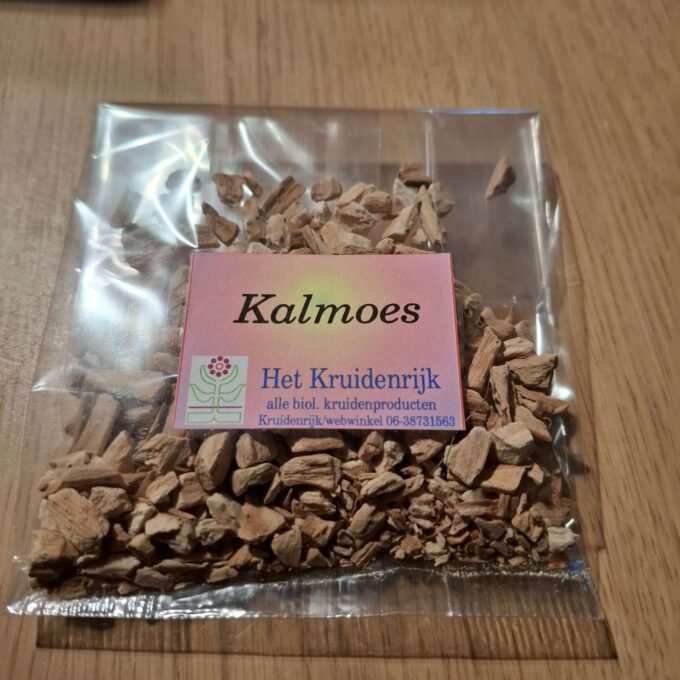 Kalmoes
Het Kruidenrijk
alle biol. kruidenproducten
Kruidenrijk/webwinkel 06-38731563